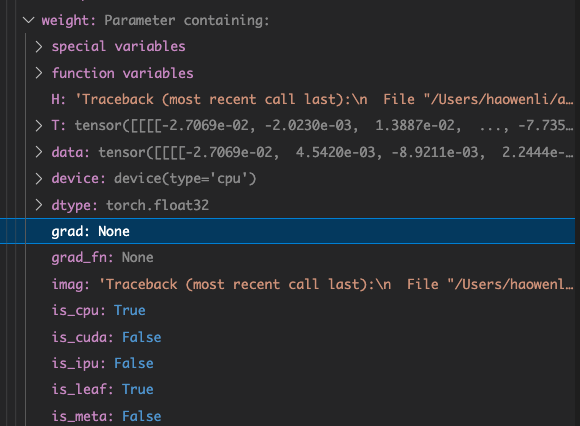 weight: Parameter containing:
special variables
function variables
H: 'Traceback (most recent call last):\n  File "/Users/haowenli/a...
T: tensor([[[[-2.7069e-02, -2.0230e-03,  1.3887e-02,  ..., -7.735...
data: tensor([[[[-2.7069e-02,  4.5420e-03, -8.9211e-03,  2.2444e-...
device: device(type='cpu')
dtype: torch.float32
grad: None
grad_fn: None
imag: 'Traceback (most recent call last):\n  File "/Users/haowenl...
is_cpu: True
is_cuda: False
is_ipu: False
is_leaf: True
is_meta: False